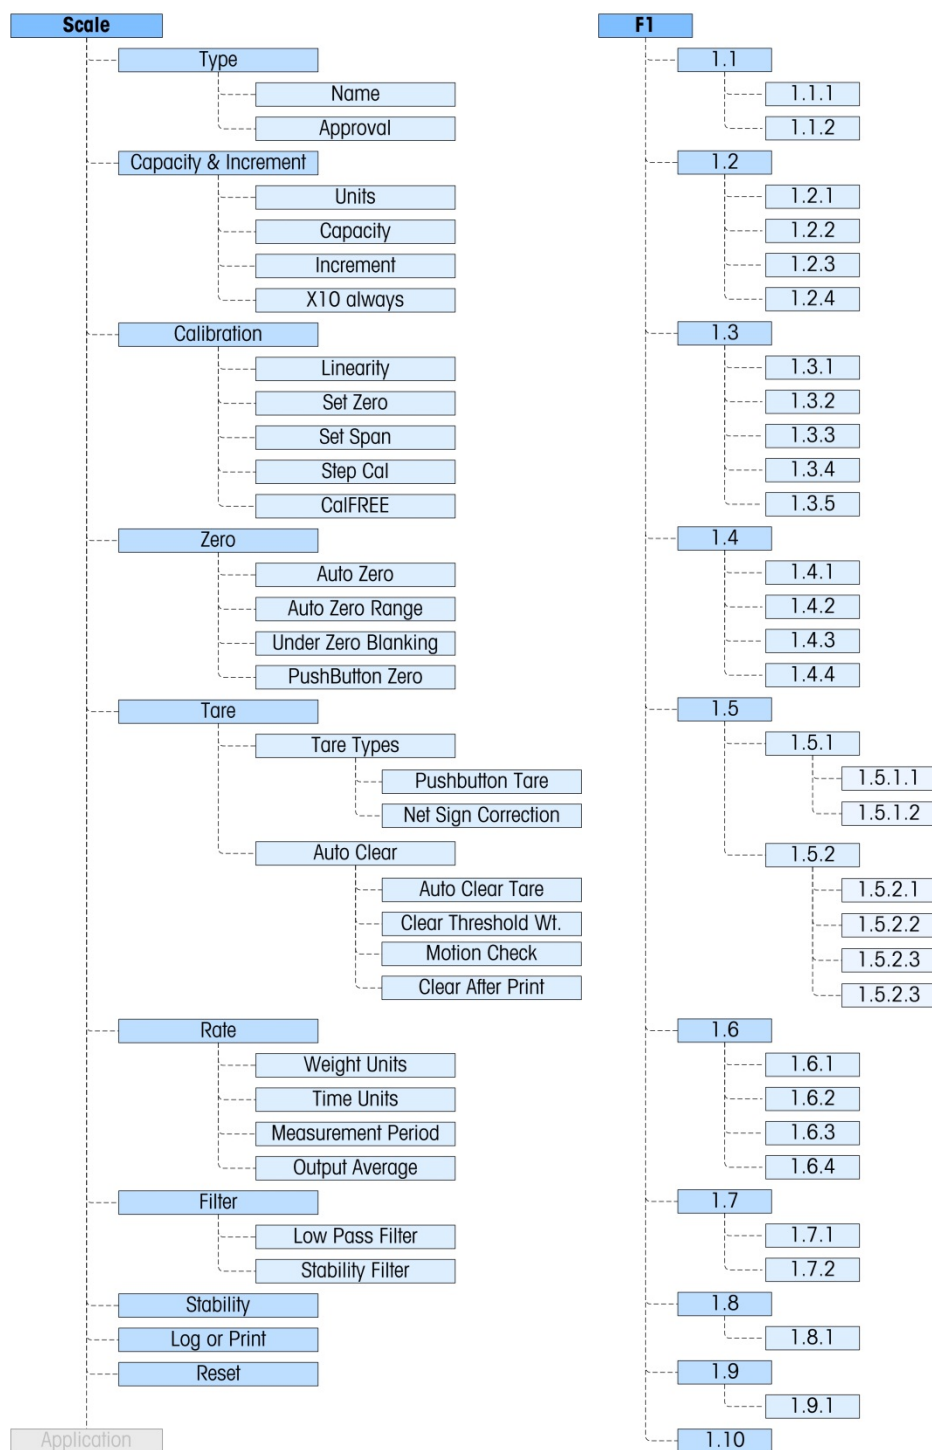 Scale
Type
Name
Approval
Capacity & Increment
Units
Capacity
Increment
X10 always
Calibration
Linearity
Set Zero
Set Span
Step Cal
CalFREE
Zero
Auto Zero
Auto Zero Range
Under Zero Blanking
PushButton Zero
Tare
Tare Types
Pushbutton Tare
Net Sign Correction
Auto Clear
Auto Clear Tare
Clear Threshold Wt.
Motion Check
Clear After Print
Rate
Weight Units
Time Units
Measurement Period
Output Average
Filter
Low Pass Filter
Stability Filter
Stability
Log or Print
Reset
Application
F1
1.1
1.1.1
1.1.2
1.2
1.2.1
1.2.2
1.2.3
1.2.4
1.3
1.3.1
1.3.2
1.3.3
1.3.4
1.3.5
1.4
1.4.1
1.4.2
1.4.3
1.4.4
1.5
1.5.1
1.5.1.1
1.5.1.2
1.5.2
1.5.2.1
1.5.2.2
1.5.2.3
1.5.2.3
1.6
1.6.1
1.6.2
1.6.3
1.6.4
1.7
1.7.1
1.7.2
1.8
1.8.1
1.9
1.9.1
1.10